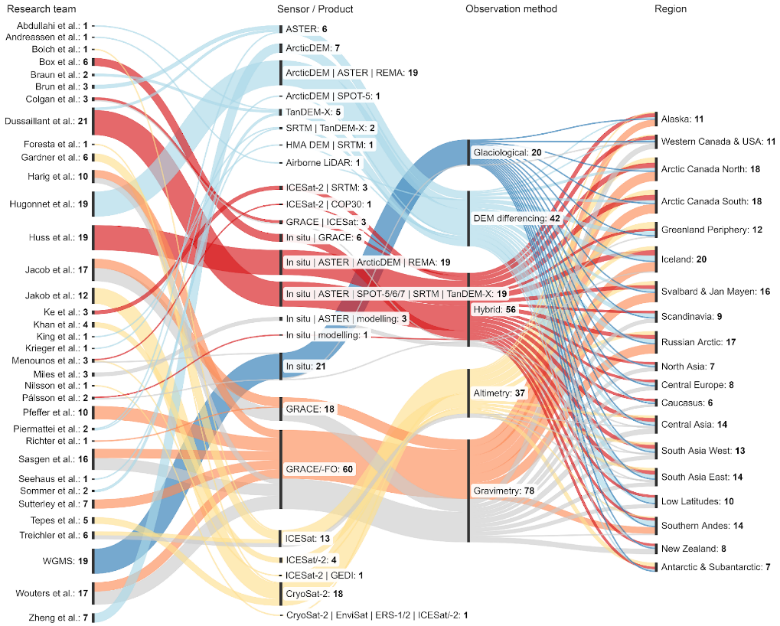 Research team
Sensor / Product
Observation method
Region
Abdullahi et al.: 1
Andreassen et al.: 1
Bolch et al.: 1
Box et al.: 6
Braun et al.: 2
Brun et al.: 3
Colgan et al.: 3
Dussaillant et al.: 21
Foresta et al.: 1
Gardner et al.: 6
Harig et al.: 10
Hugonnet et al.: 19
Huss et al.: 19
Jacob et al.: 17
Jakob et al.: 12
Ke et al.: 3
Khan et al.: 4
King et al.: 1
Krieger et al.: 1
Menounos et al.: 3
Miles et al.: 3
Nilsson et al.: 1
Pálsson et al.: 2
Pfeffer et al.: 10
Piermattei et al.: 2
Richter et al.: 1
Sasgen et al.: 16
Seehaus et al.: 1
Sommer et al.: 2
Sutterley et al.: 7
Tepes et al.: 5
Treichler et al.: 6
WGMS: 19
Wouters et al.: 17
Zheng et al.: 7
ASTER: 6
ArcticDEM: 7
ArcticDEM | ASTER | REMA: 19
ArcticDEM | SPOT-5: 1
TanDEM-X: 5
SRTM | TanDEM-X: 2
HMA DEM | SRTM: 1
Airborne LiDAR: 1
ICESat-2 | SRTM: 3
ICESat-2 | COP30: 1
GRACE | ICESat: 3
In situ | GRACE: 6
In situ | ASTER | ArcticDEM | REMA: 19
In situ | ASTER | SPOT-5/6/7 | SRTM | TanDEM-X: 19
In situ | ASTER | modelling: 3
In situ | modelling: 1
In situ: 21
GRACE: 18
GRACE/-FO: 60
ICESat: 13
ICESat/-2: 4
ICESat-2 | GEDI: 1
CryoSat-2: 18
CryoSat-2 | EnviSat | ERS-1/2 | ICESat/-2: 1
Glaciological: 20
DEM differencing: 42
Hybrid: 56
Altimetry: 37
Gravimetry: 78
Alaska: 11
Western Canada & USA: 11
Arctic Canada North: 18
Arctic Canada South: 18
Greenland Periphery: 12
Iceland: 20
Svalbard & Jan Mayen: 16
Scandinavia: 9
Russian Arctic: 17
North Asia: 7
Central Europe: 8
Caucasus: 6
Central Asia: 14
South Asia West: 13
South Asia East: 14
Low Latitudes: 10
Southern Andes: 14
New Zealand: 8
Antarctic & Subantarctic: 7